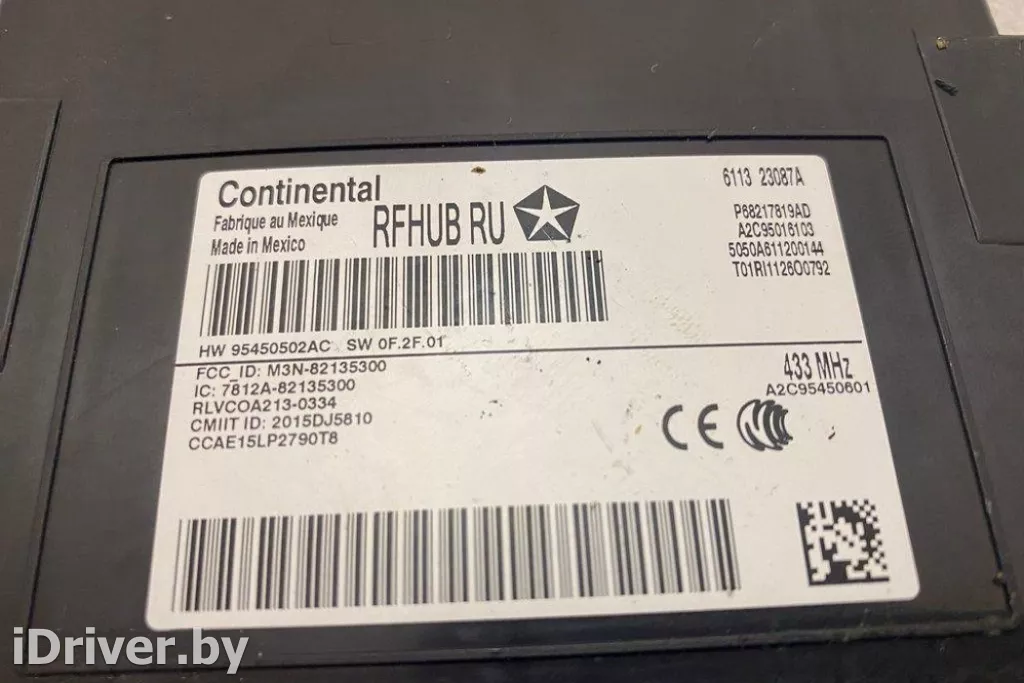 Continental
Fabrique au Mexique
Made in Mexico
RFHUB RU
6113 23087A
P68217819AD
A2C95016103
5050A611200144
T01RI112600792
HW 95450502AC SW 0F.2F.01
FCC_ID: M3N-82135300
IC: 7812A-82135300
RLVCOA213-0334
CMIIT ID: 2015DJ5810
CCAE15LP2790T8
433 MHz
A2C95450601
CE
iDriver.by